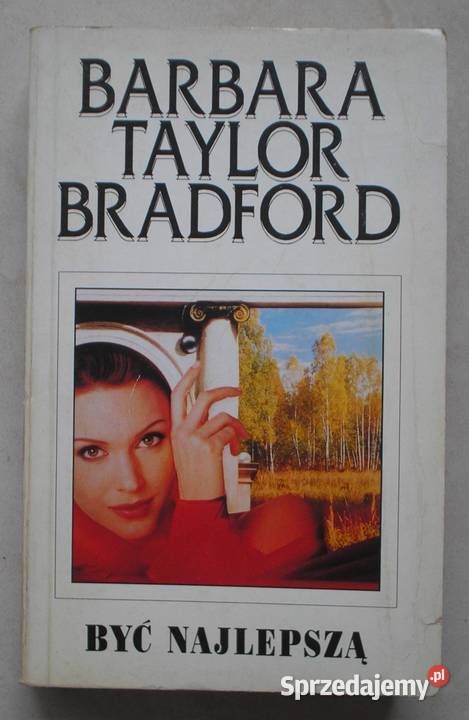 BARBARA
TAYLOR
BRADFORD
BYĆ NAJLEPSZĄ
Sprzedajemy.pl